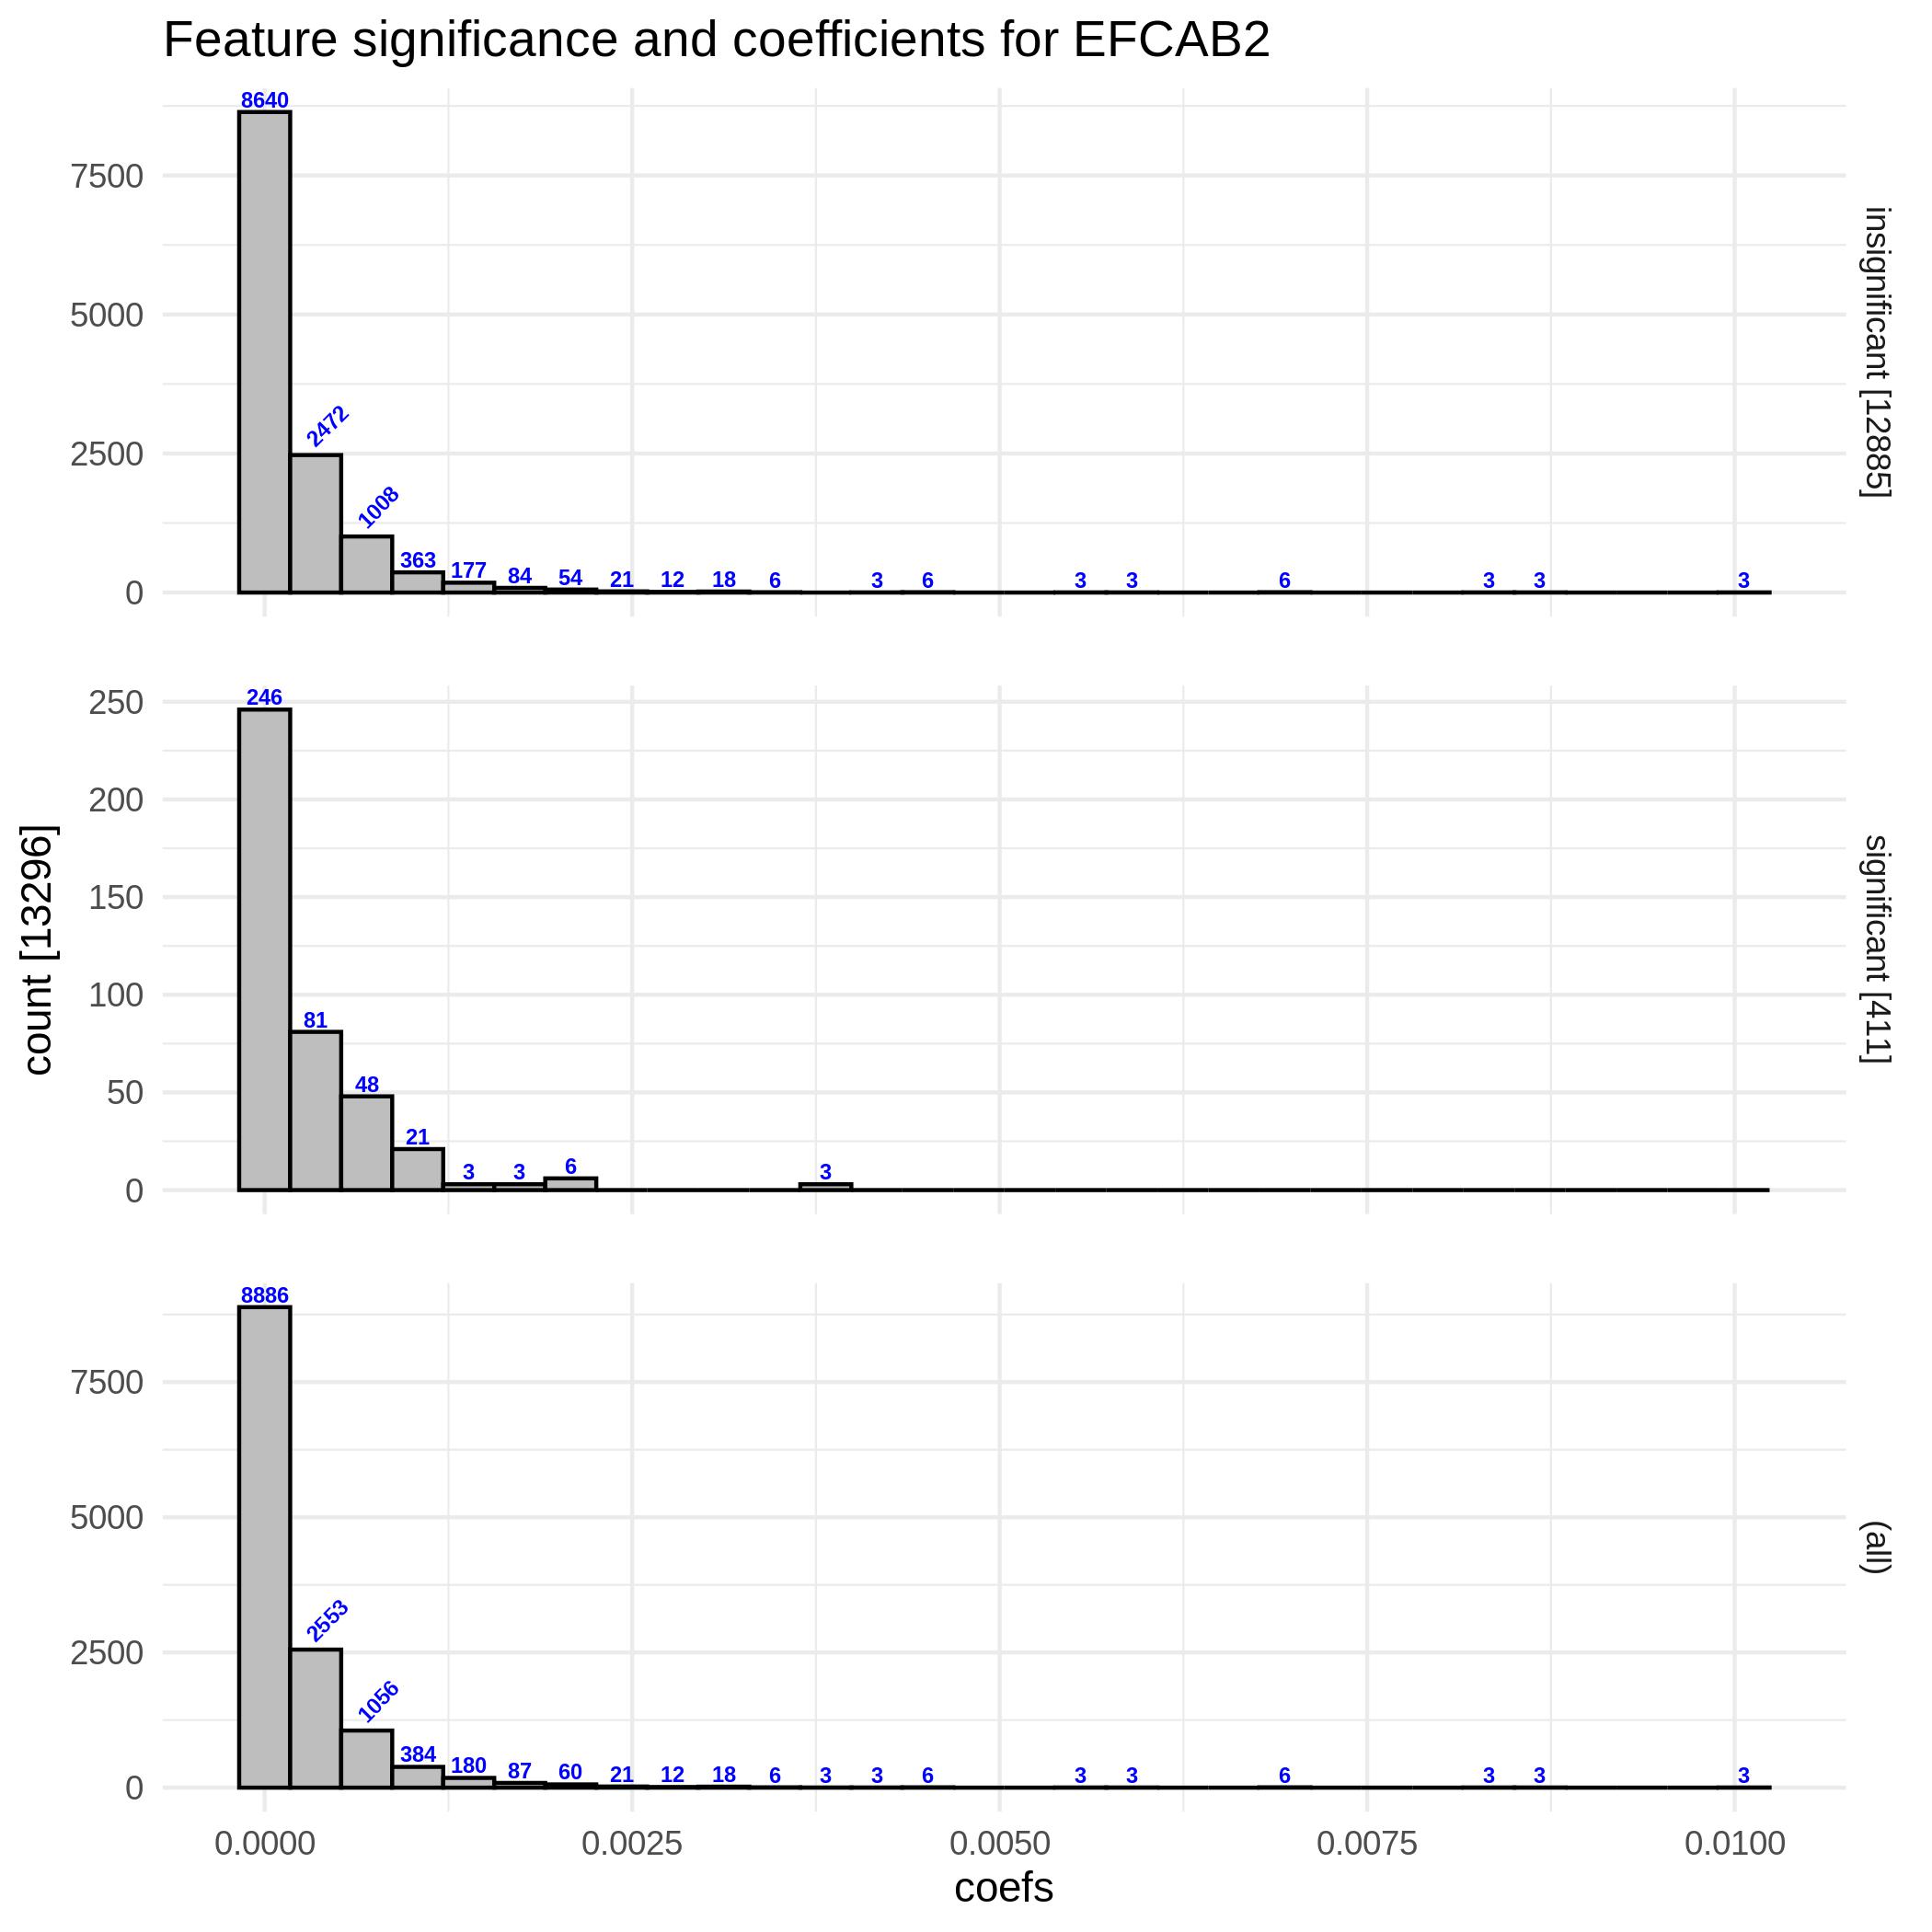 Feature significance and coefficients for EFCAB2
8640
7500
5000
2500
0
2472
1008
363 177 84 54 21 12 18 6 3 6 3 3 6 3 3 3
insignificant [12885]
count [13296]
246
250
200
150
100
50
0
81
48
21
3 3 6 3
significant [411]
8886
7500
5000
2500
0
2553
1056
384 180 87 60 21 12 18 6 3 3 6 3 3 6 3 3 3
(all)
0.0000 0.0025 0.0050 0.0075 0.0100
coefs